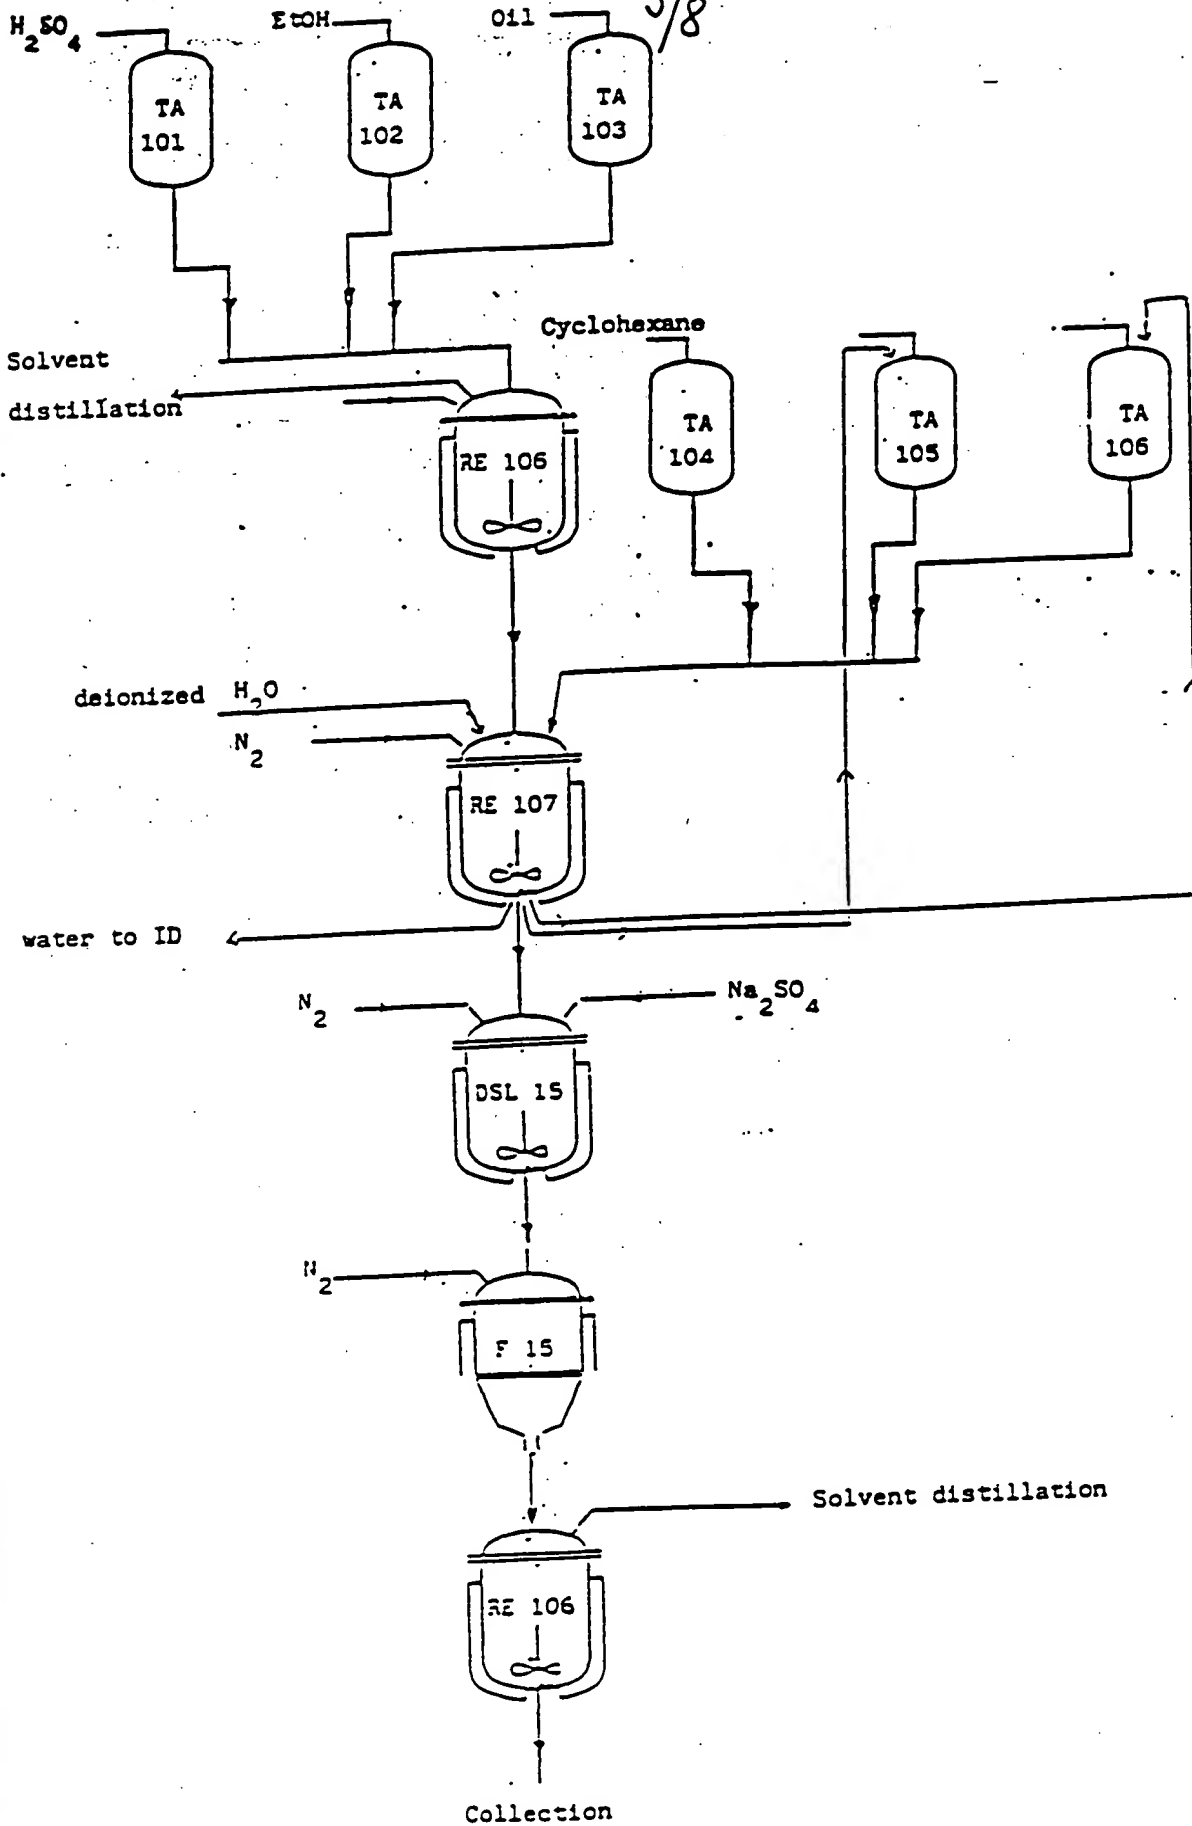 5/8
H₂SO₄
EtOH
Oil
TA
101
TA
102
TA
103
Solvent
distillation
Cyclohexane
RE 106
TA
104
TA
105
TA
106
deionized H₂O
N₂
RE 107
water to ID
N₂
Na₂SO₄
DSL 15
N₂
F 15
Solvent distillation
RE 106
Collection